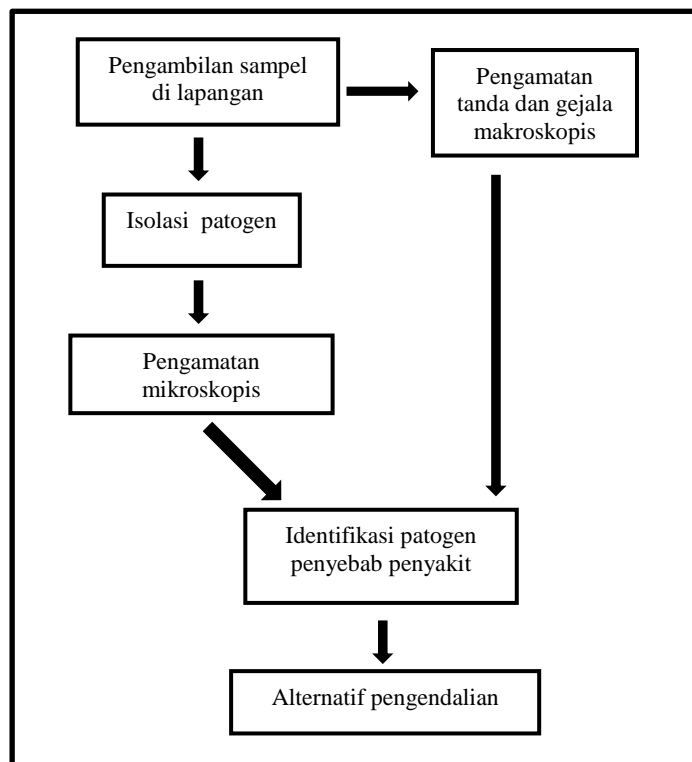 Pengambilan sampel
di lapangan
Pengamatan
tanda dan gejala
makroskopis
Isolasi patogen
Pengamatan
mikroskopis
Identifikasi patogen
penyebab penyakit
Alternatif pengendalian